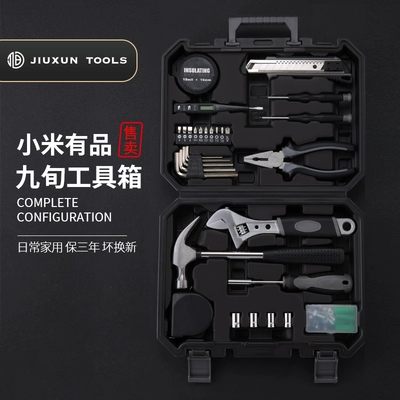 JIUXUN TOOLS
小米有品
售卖
九旬工具箱
COMPLETE
CONFIGURATION
日常家用 保三年 坏换新
INSULATING